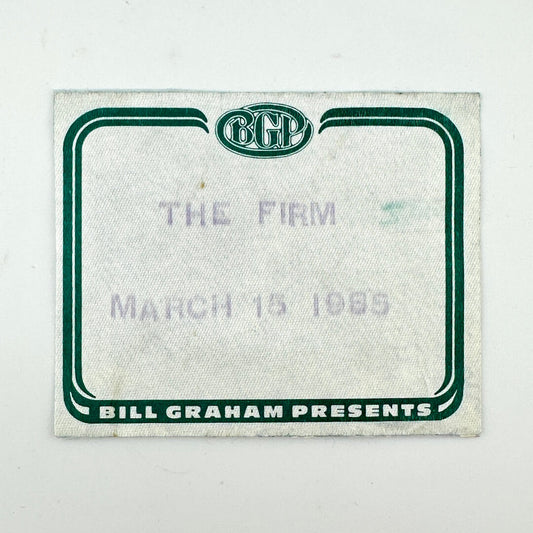 BGP
THE FIRM
MARCH 15 1985
BILL GRAHAM PRESENTS